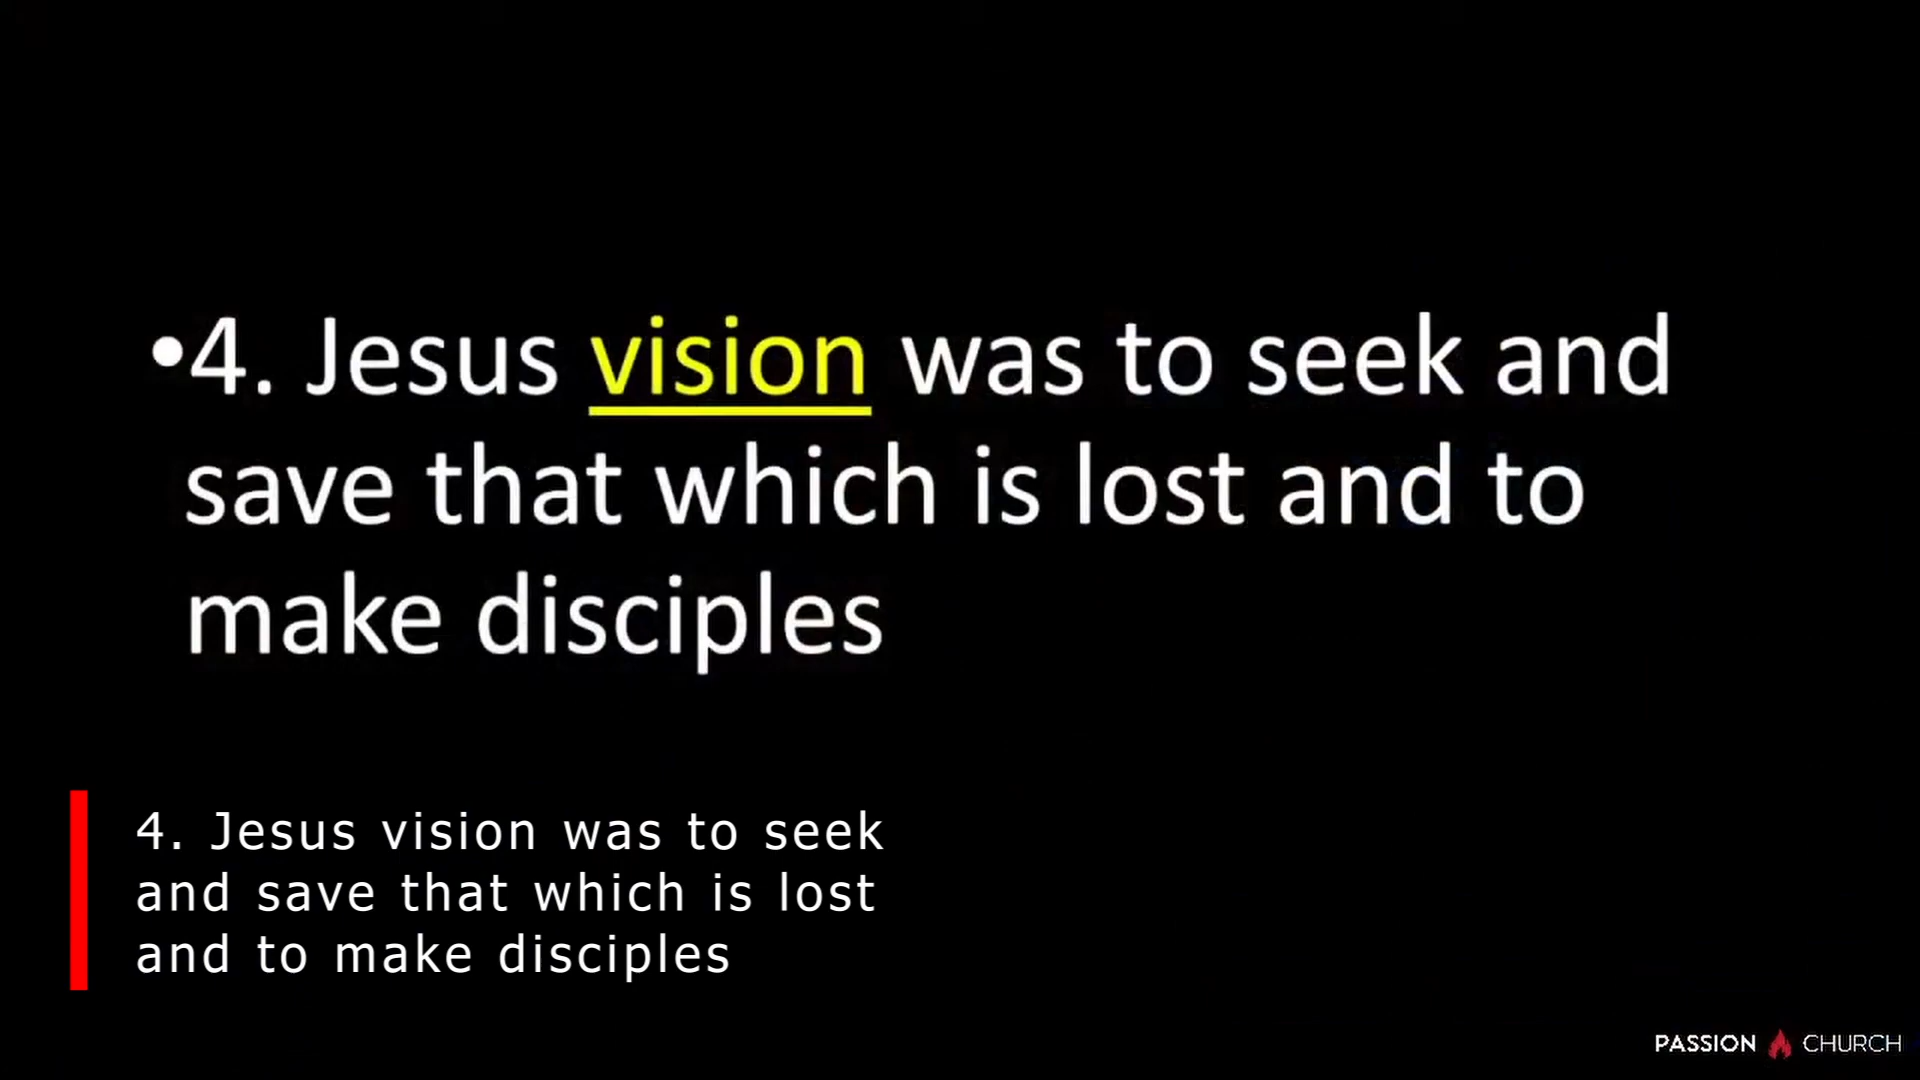 •4. Jesus vision was to seek and
save that which is lost and to
make disciples
4. Jesus vision was to seek
and save that which is lost
and to make disciples
PASSION CHURCH